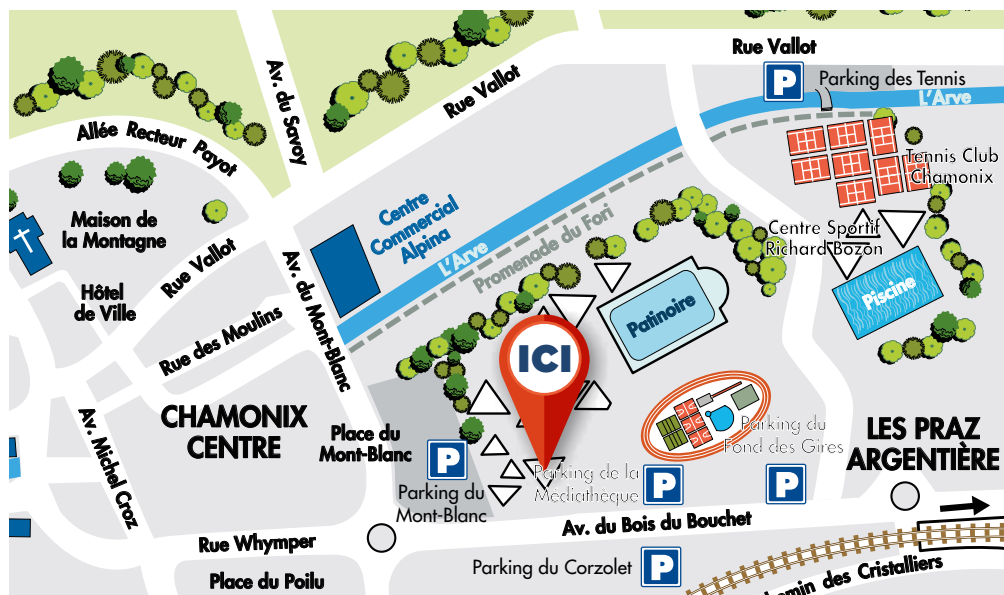 Rue Vallot
P
Parking des Tennis
L'Arve
Av. du Savoy
Rue Vallot
Allée Recteur Payot
Tennis Club
Chamonix
Maison de
la Montagne
Centre
Commercial
Alpina
Centre Sportif
Richard Bozon
L'Arve
Promenade du Fori
Rue Vallot
Av. du Mont-Blanc
Hôtel
de Ville
Piscine
Patinoire
Rue des Moulins
ICI
CHAMONIX
CENTRE
Av. Michel Croz
Place du
Mont-Blanc
P
Parking du
Mont-Blanc
Parking de la
Médiathèque
P
Parking du
Fond des Gires
P
LES PRAZ
ARGENTIÈRE
Av. du Bois du Bouchet
Rue Whymper
Place du Poilu
Parking du Corzolet
P
des Cristalliers